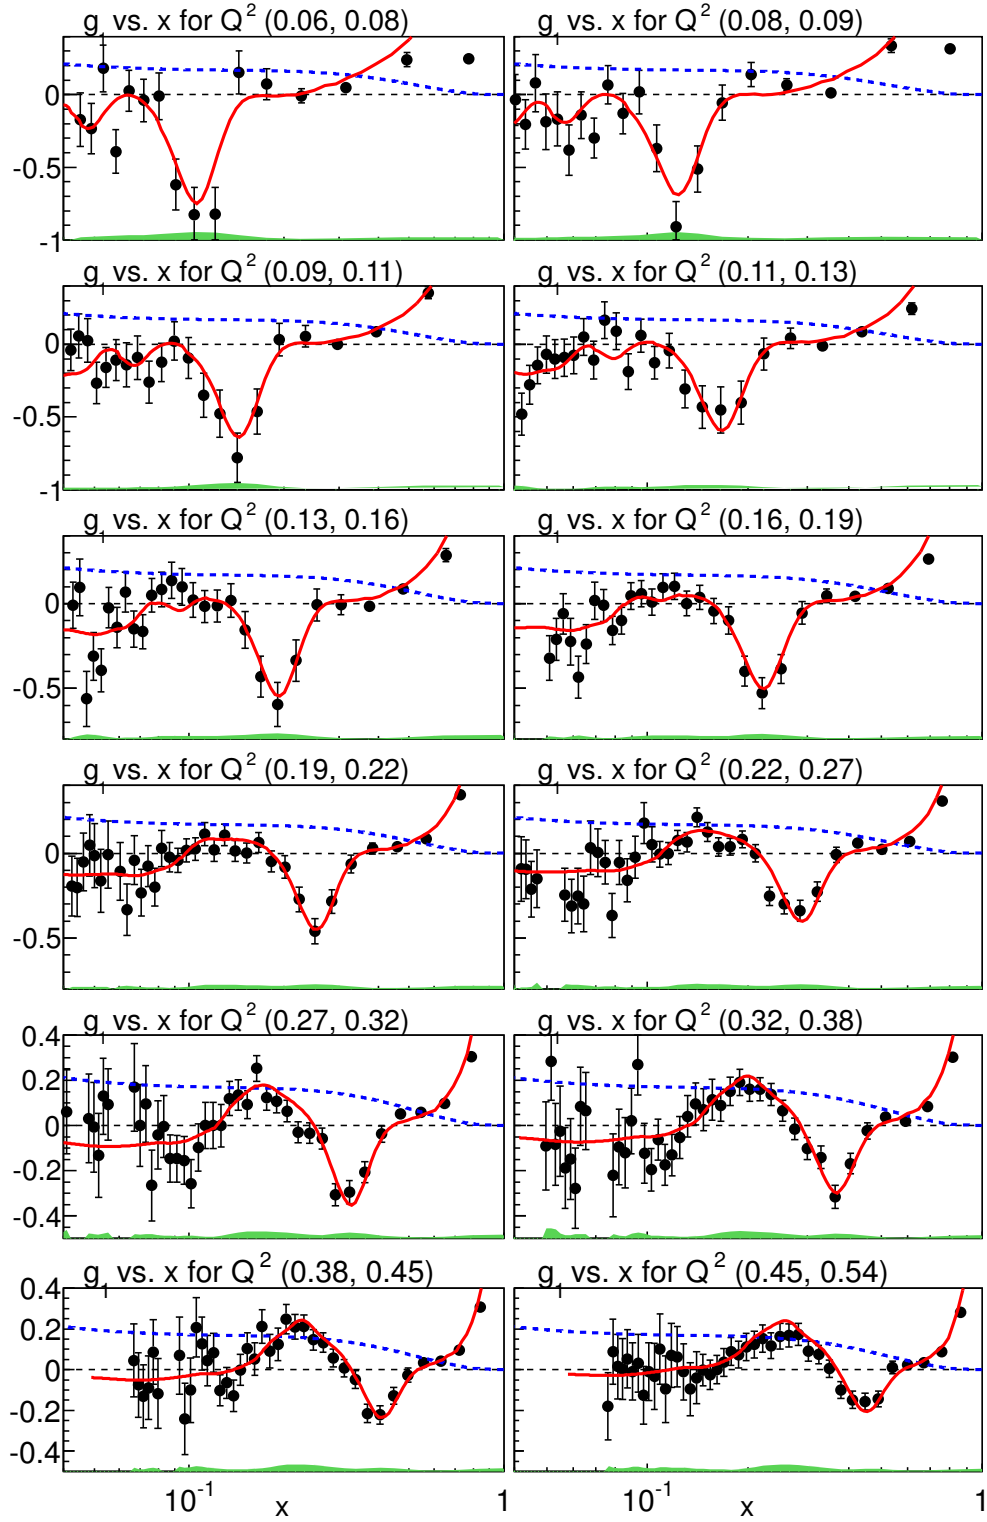 g₁ vs. x for Q² (0.06, 0.08) g₁ vs. x for Q² (0.08, 0.09)
0
-0.5
-1
g₁ vs. x for Q² (0.09, 0.11) g₁ vs. x for Q² (0.11, 0.13)
0
-0.5
-1
g₁ vs. x for Q² (0.13, 0.16) g₁ vs. x for Q² (0.16, 0.19)
0
-0.5
g₁ vs. x for Q² (0.19, 0.22) g₁ vs. x for Q² (0.22, 0.27)
0
-0.5
g₁ vs. x for Q² (0.27, 0.32) g₁ vs. x for Q² (0.32, 0.38)
0.4
0.2
0
-0.2
-0.4
g₁ vs. x for Q² (0.38, 0.45) g₁ vs. x for Q² (0.45, 0.54)
0.4
0.2
0
-0.2
-0.4
10⁻¹ x 1 10⁻¹ x 1